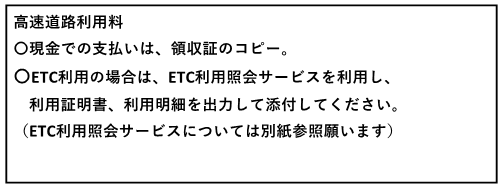 高速道路利用料
〇現金での支払いは、領収証のコピー。
〇ETC利用の場合は、ETC利用照会サービスを利用し、
利用証明書、利用明細を出力して添付してください。
（ETC利用照会サービスについては別紙参照願います）